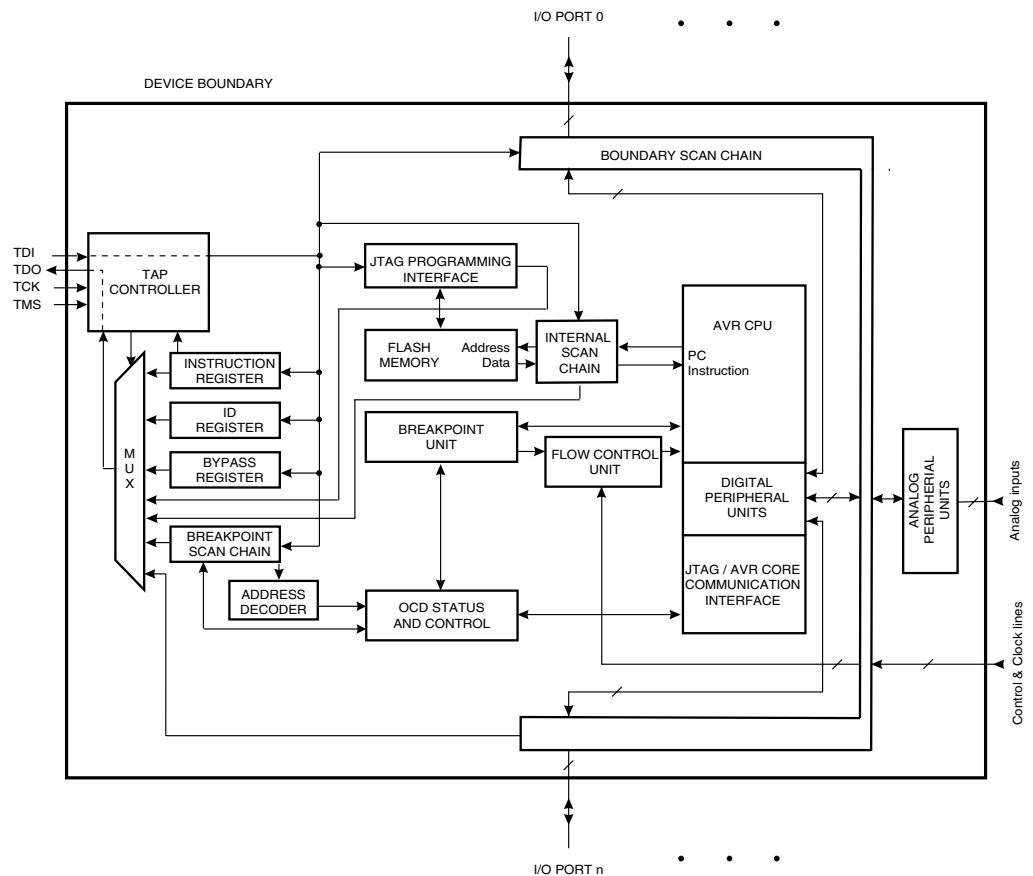 I/O PORT 0
DEVICE BOUNDARY
BOUNDARY SCAN CHAIN
TDI
TDO
TCK
TMS
TAP
CONTROLLER
JTAG PROGRAMMING
INTERFACE
FLASH
MEMORY
Address
Data
INTERNAL
SCAN
CHAIN
AVR CPU
PC
Instruction
INSTRUCTION
REGISTER
ID
REGISTER
BYPASS
REGISTER
MUX
BREAKPOINT
UNIT
FLOW CONTROL
UNIT
DIGITAL
PERIPHERAL
UNITS
ANALOG
PERIPHERIAL
UNITS
Analog inputs
BREAKPOINT
SCAN CHAIN
ADDRESS
DECODER
OCD STATUS
AND CONTROL
JTAG / AVR CORE
COMMUNICATION
INTERFACE
Control & Clock lines
I/O PORT n